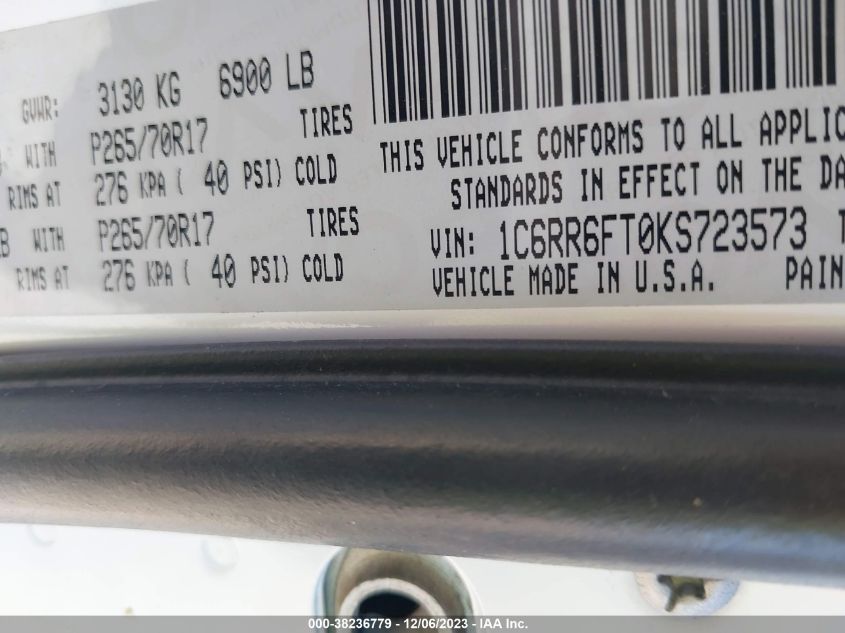 GVWR: 3130 KG 6900 LB
WITH P265/70R17 TIRES
RIMS AT 276 KPA ( 40 PSI) COLD
WITH P265/70R17 TIRES
RIMS AT 276 KPA ( 40 PSI) COLD
THIS VEHICLE CONFORMS TO ALL APPLIC
STANDARDS IN EFFECT ON THE DA
VIN: 1C6RR6FT0KS723573 T
VEHICLE MADE IN U.S.A. PAIN
000-38236779 - 12/06/2023 - IAA Inc.